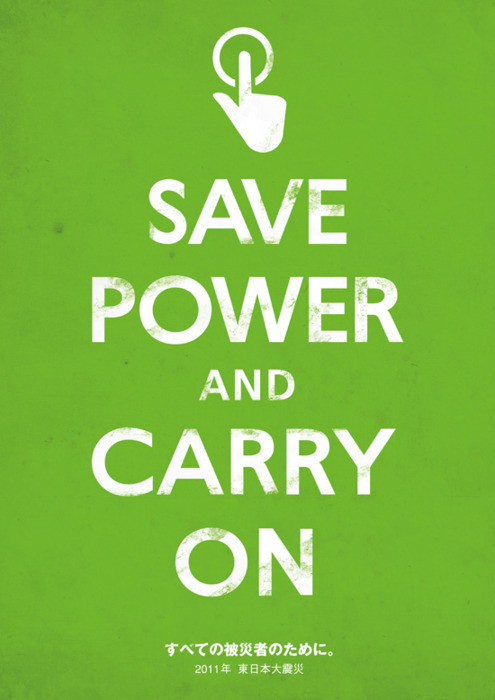 SAVE
POWER
AND
CARRY
ON
すべての被災者のために。
2011年 東日本大震災